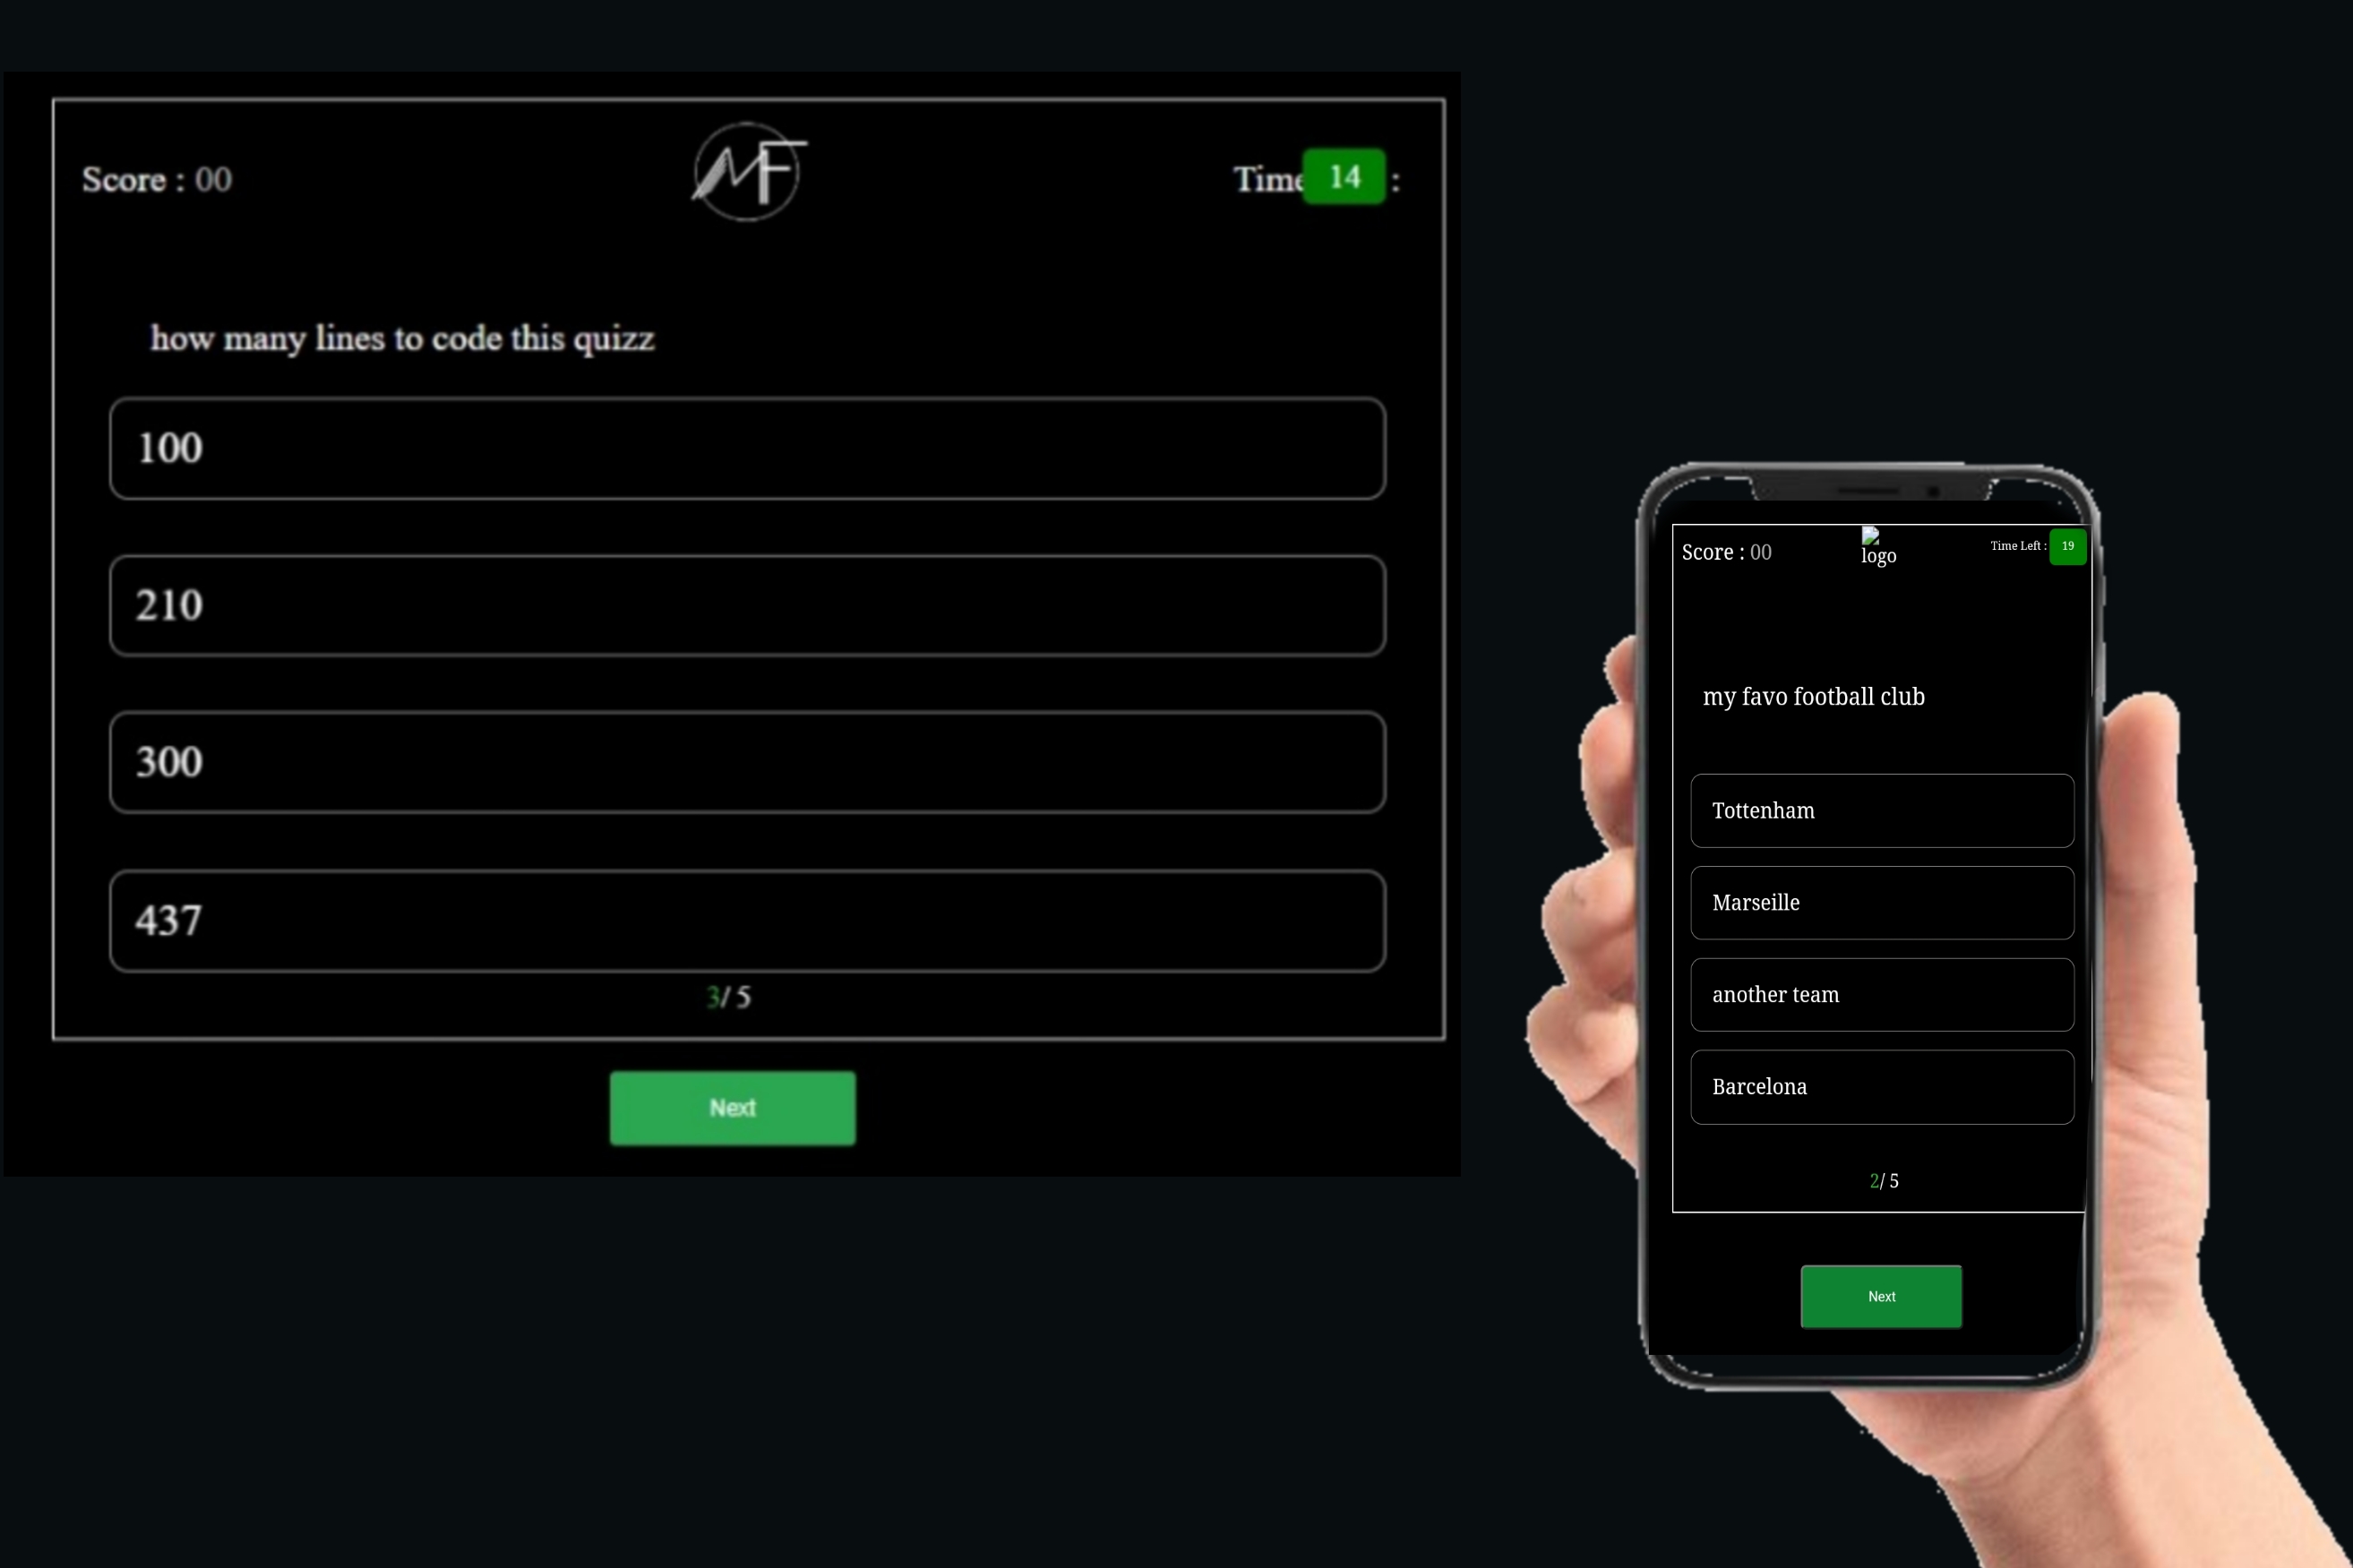 Score : 00
MF
Time 14 :
how many lines to code this quizz
100
210
300
437
3/ 5
Next
Score : 00
logo
Time Left : 19
my favo football club
Tottenham
Marseille
another team
Barcelona
2/ 5
Next